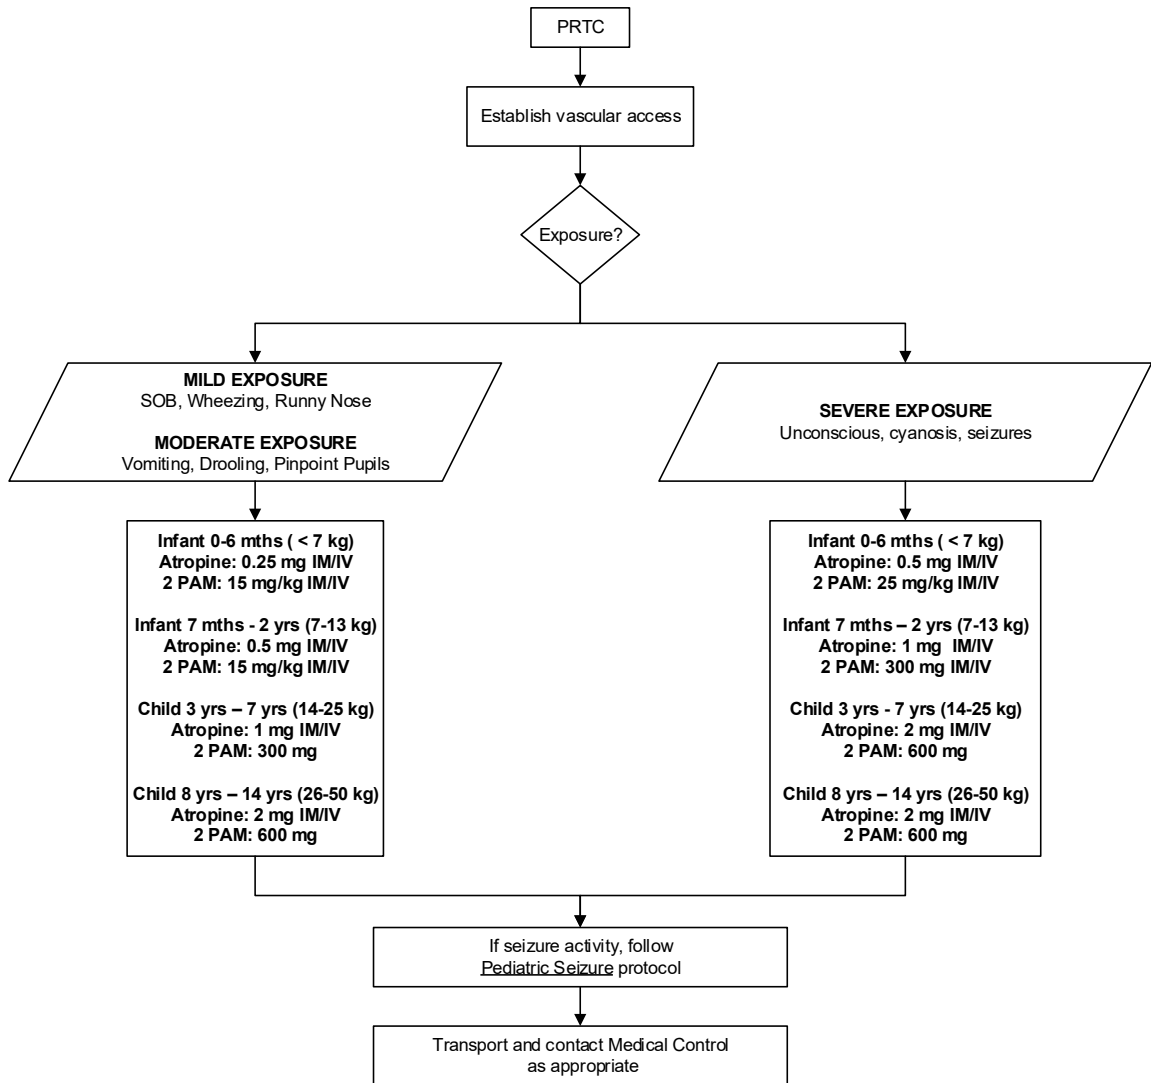 PRTC
Establish vascular access
Exposure?
MILD EXPOSURE
SOB, Wheezing, Runny Nose
MODERATE EXPOSURE
Vomiting, Drooling, Pinpoint Pupils
SEVERE EXPOSURE
Unconscious, cyanosis, seizures
Infant 0-6 mths ( < 7 kg)
Atropine: 0.25 mg IM/IV
2 PAM: 15 mg/kg IM/IV
Infant 7 mths - 2 yrs (7-13 kg)
Atropine: 0.5 mg IM/IV
2 PAM: 15 mg/kg IM/IV
Child 3 yrs – 7 yrs (14-25 kg)
Atropine: 1 mg IM/IV
2 PAM: 300 mg
Child 8 yrs – 14 yrs (26-50 kg)
Atropine: 2 mg IM/IV
2 PAM: 600 mg
Infant 0-6 mths ( < 7 kg)
Atropine: 0.5 mg IM/IV
2 PAM: 25 mg/kg IM/IV
Infant 7 mths – 2 yrs (7-13 kg)
Atropine: 1 mg  IM/IV
2 PAM: 300 mg IM/IV
Child 3 yrs - 7 yrs (14-25 kg)
Atropine: 2 mg IM/IV
2 PAM: 600 mg
Child 8 yrs – 14 yrs (26-50 kg)
Atropine: 2 mg IM/IV
2 PAM: 600 mg
If seizure activity, follow
Pediatric Seizure protocol
Transport and contact Medical Control
as appropriate